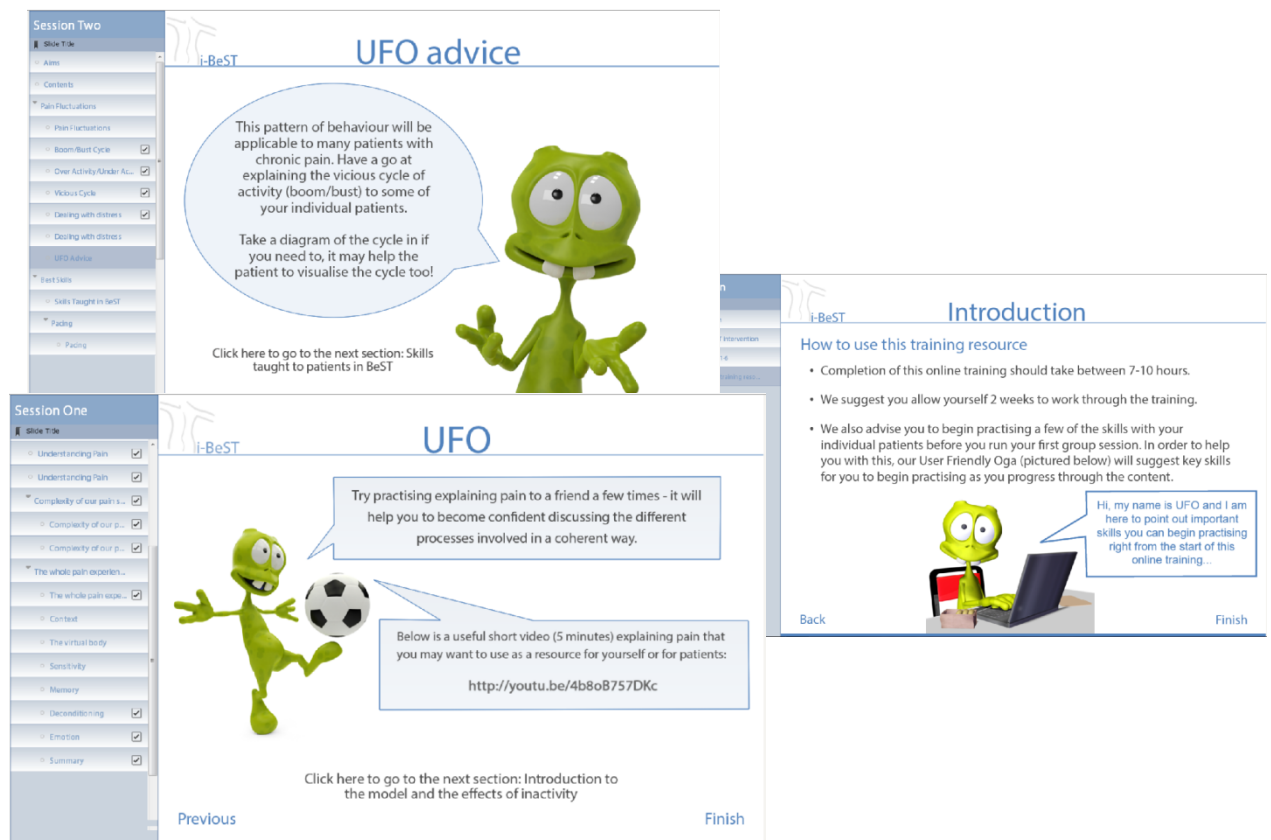 Session Two
Slide Title
Aims
Contents
Pain Fluctuations
Pain Fluctuations
Boom/Bust Cycle
Over Activity/Under Ac...
Vicious Cycle
Dealing with distress
Dealing with distress
UFO Advice
Best Skills
Skills Taught in BeST
Pacing
Pacing
i-BeST
UFO advice
This pattern of behaviour will be
applicable to many patients with
chronic pain. Have a go at
explaining the vicious cycle of
activity (boom/bust) to some of
your individual patients.
Take a diagram of the cycle in if
you need to, it may help the
patient to visualise the cycle too!
Click here to go to the next section: Skills
taught to patients in BeST
n
Intervention
i-BeST
Introduction
How to use this training resource
• Completion of this online training should take between 7-10 hours.
• We suggest you allow yourself 2 weeks to work through the training.
• We also advise you to begin practising a few of the skills with your
individual patients before you run your first group session. In order to help
you with this, our User Friendly Oga (pictured below) will suggest key skills
for you to begin practising as you progress through the content.
Hi, my name is UFO and I am
here to point out important
skills you can begin practising
right from the start of this
online training...
Back
Finish
Session One
Slide Title
Understanding Pain
Understanding Pain
Complexity of our pain s...
Complexity of our p...
Complexity of our p...
The whole pain experien...
The whole pain expe...
Context
The virtual body
Sensitivity
Memory
Deconditioning
Emotion
Summary
i-BeST
UFO
Try practising explaining pain to a friend a few times - it will
help you to become confident discussing the different
processes involved in a coherent way.
Below is a useful short video (5 minutes) explaining pain that
you may want to use as a resource for yourself or for patients:
http://youtu.be/4b8oB757DKc
Click here to go to the next section: Introduction to
the model and the effects of inactivity
Previous
Finish